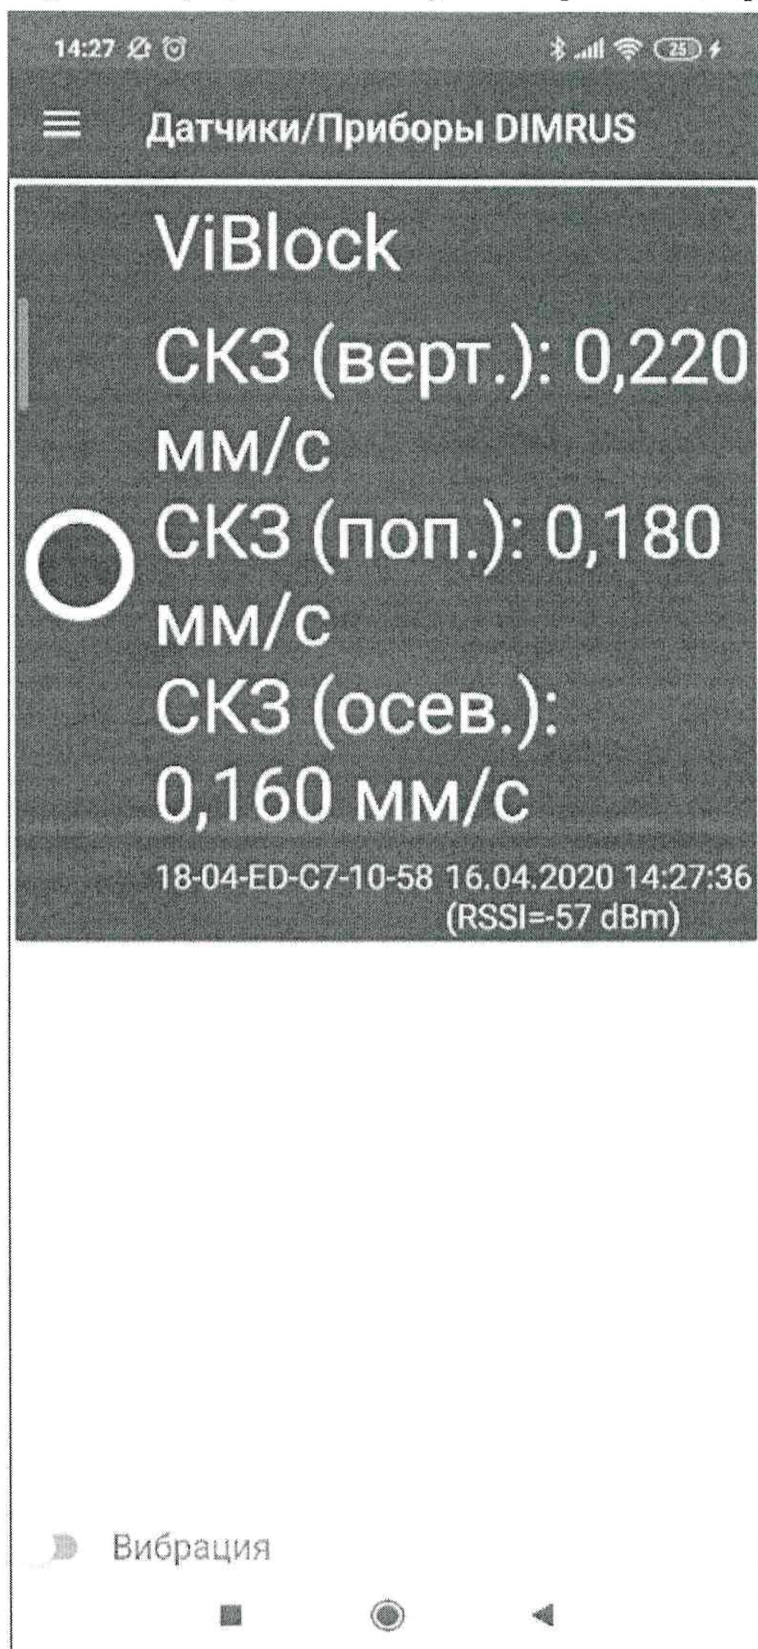 14:27
25
Датчики/Приборы DIMRUS
ViBlock
СКЗ (верт.): 0,220
мм/с
СКЗ (поп.): 0,180
мм/с
СКЗ (осев.):
0,160 мм/с
18-04-ED-C7-10-58 16.04.2020 14:27:36
(RSSI=-57 dBm)
Вибрация